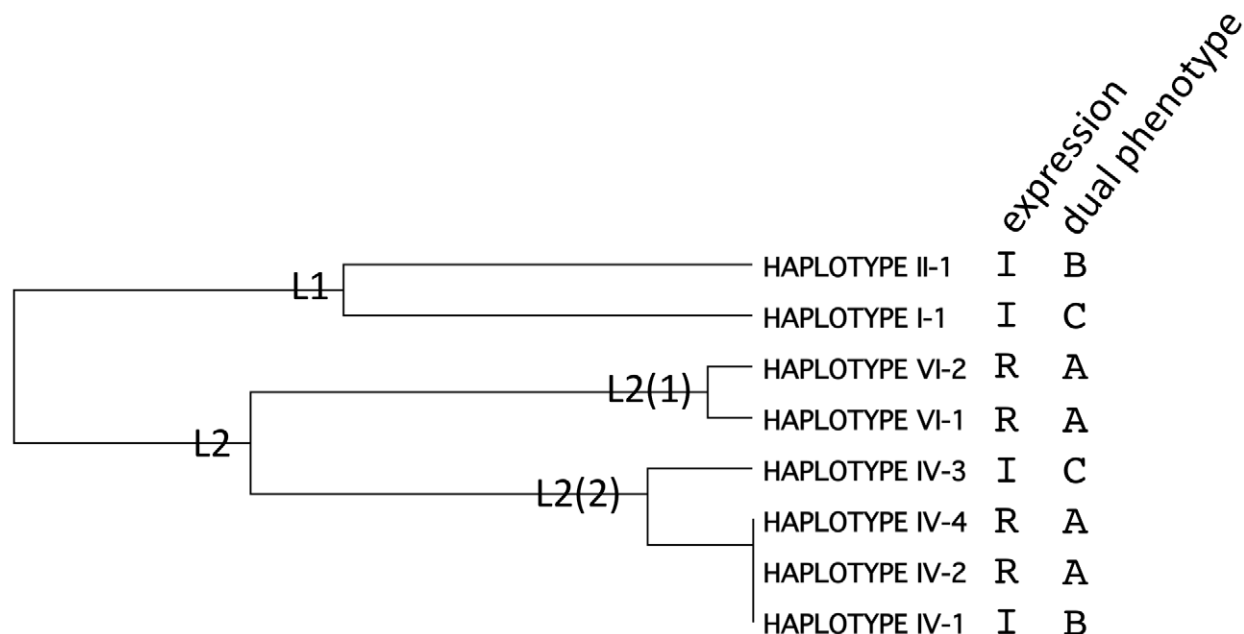 expression
dual phenotype
L1
HAPLOTYPE II-1 I B
HAPLOTYPE I-1 I C
HAPLOTYPE VI-2 R A
L2(1)
HAPLOTYPE VI-1 R A
L2
HAPLOTYPE IV-3 I C
L2(2)
HAPLOTYPE IV-4 R A
HAPLOTYPE IV-2 R A
HAPLOTYPE IV-1 I B